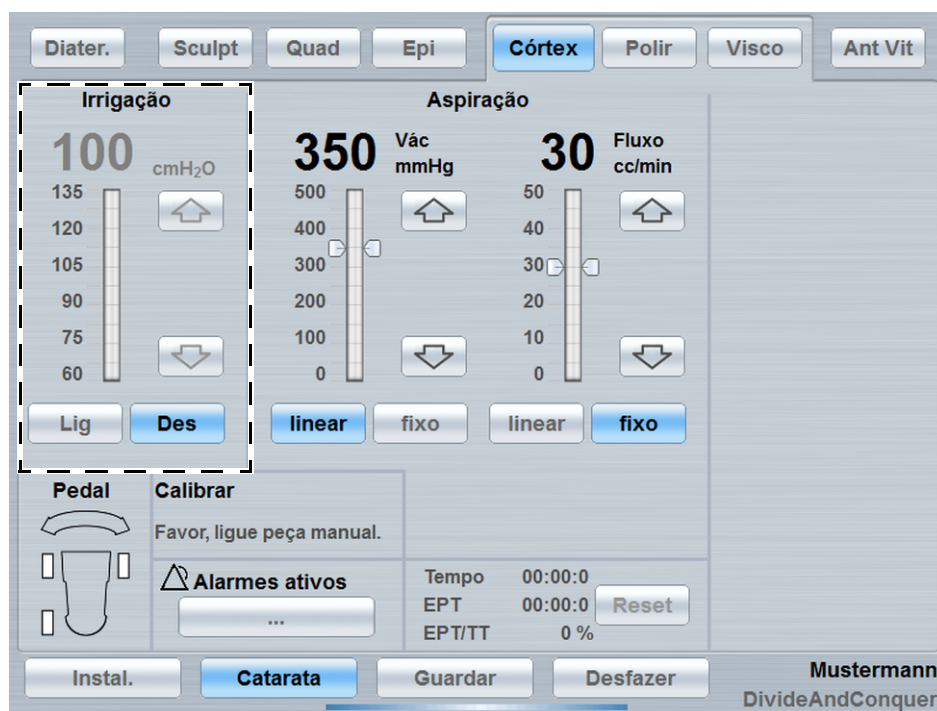 Diater. Sculpt Quad Epi Córtex Polir Visco Ant Vit
Irrigação
100 cmH₂O
135
120
105
90
75
60
Lig Des
Aspiração
350 Vác mmHg
500
400
300
200
100
0
linear fixo
30 Fluxo cc/min
50
40
30
20
10
0
linear fixo
Pedal
Calibrar
Favor, ligue peça manual.
Alarmes ativos
...
Tempo 00:00:0
EPT 00:00:0
EPT/TT 0 %
Reset
Instal. Catarata Guardar Desfazer
Mustermann
DivideAndConquer